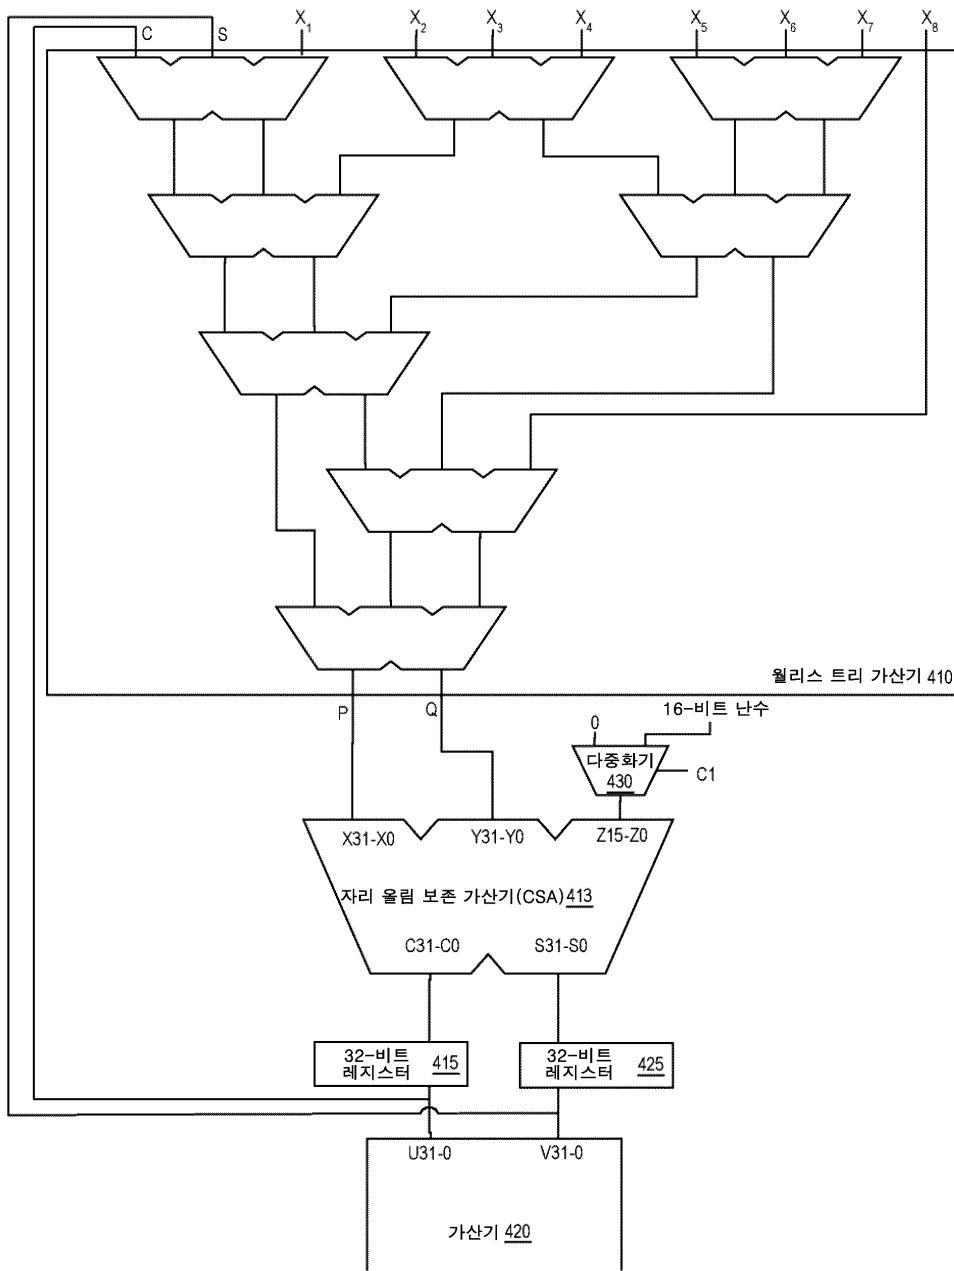 C
S
X1
X2
X3
X4
X5
X6
X7
X8
월리스 트리 가산기 410
P
Q
16-비트 난수
0
다중화기
430
C1
X31-X0
Y31-Y0
Z15-Z0
자리 올림 보존 가산기(CSA) 413
C31-C0
S31-S0
32-비트
레지스터 415
32-비트
레지스터 425
U31-0
V31-0
가산기 420